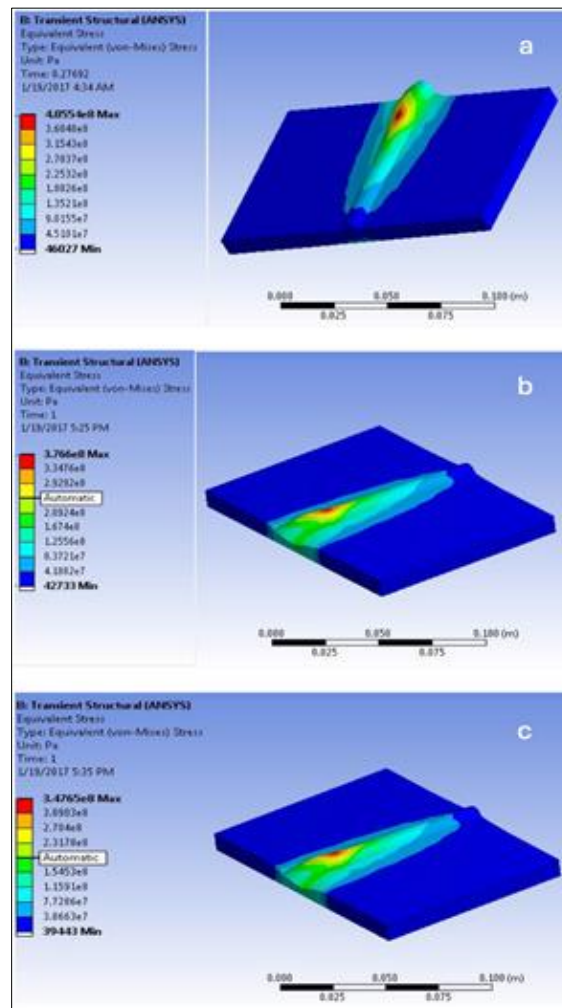 B: Transient Structural (ANSYS)
Equivalent Stress
Type: Equivalent (von-Mises) Stress
Unit: Pa
Time: 0.27692
1/19/2017 4:34 AM
a
4.0554e8 Max
3.6048e8
3.1543e8
2.7037e8
2.2532e8
1.8026e8
1.3521e8
9.0155e7
4.5101e7
46027 Min
0.000 0.050 0.100 (m)
0.025 0.075
B: Transient Structural (ANSYS)
Equivalent Stress
Type: Equivalent (von-Mises) Stress
Unit: Pa
Time: 1
1/19/2017 5:25 PM
b
3.766e8 Max
3.3476e8
2.9292e8
Automatic
2.0924e8
1.674e8
1.2556e8
8.3721e7
4.1882e7
42733 Min
0.000 0.050 0.100 (m)
0.025 0.075
B: Transient Structural (ANSYS)
Equivalent Stress
Type: Equivalent (von-Mises) Stress
Unit: Pa
Time: 1
1/19/2017 5:35 PM
c
3.4765e8 Max
3.0903e8
2.704e8
2.3178e8
Automatic
1.5453e8
1.1591e8
7.7286e7
3.8663e7
39443 Min
0.000 0.050 0.100 (m)
0.025 0.075